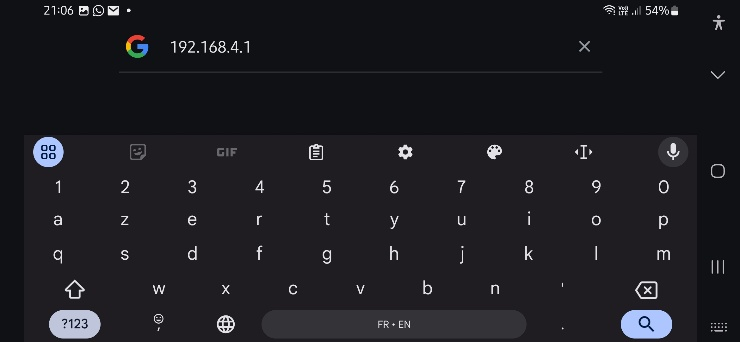 21:06 54%
192.168.4.1
GIF
1 2 3 4 5 6 7 8 9 0
a z e r t y u i o p
q s d f g h j k l m
w x c v b n '
?123 , FR • EN .